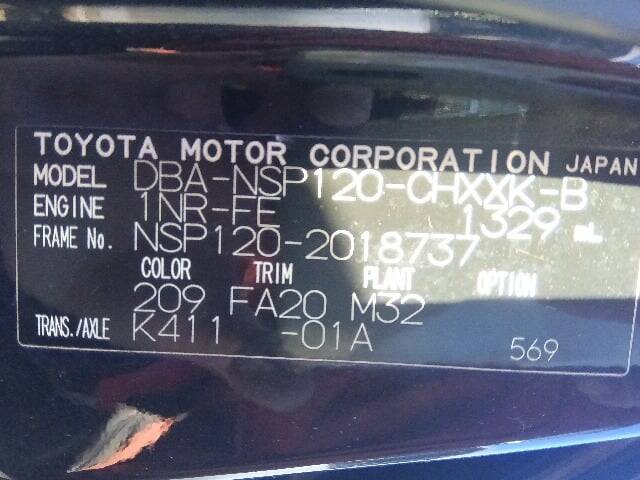 TOYOTA MOTOR CORPORATION JAPAN
MODEL DBA-NSP120-CHXXK-B
ENGINE 1NR-FE 1329 mL
FRAME No. NSP120-2018737
COLOR TRIM PLANT OPTION
209 FA20 M32
TRANS./AXLE K411 -01A
569